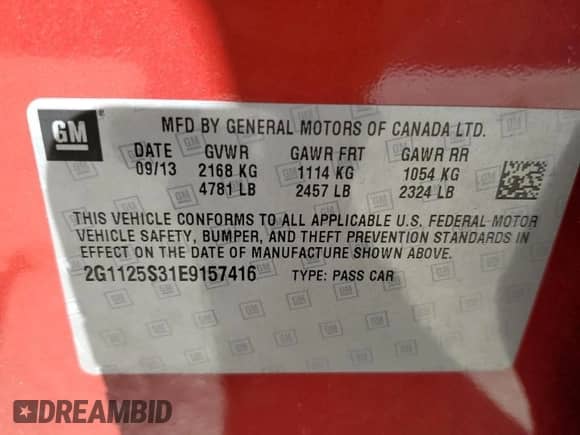 GM ®
MFD BY GENERAL MOTORS OF CANADA LTD.
DATE GVWR GAWR FRT GAWR RR
09/13 2168 KG 1114 KG 1054 KG
4781 LB 2457 LB 2324 LB
THIS VEHICLE CONFORMS TO ALL APPLICABLE U.S. FEDERAL MOTOR
VEHICLE SAFETY, BUMPER, AND THEFT PREVENTION STANDARDS IN
EFFECT ON THE DATE OF MANUFACTURE SHOWN ABOVE.
2G1125S31E9157416 TYPE: PASS CAR
DREAMBID